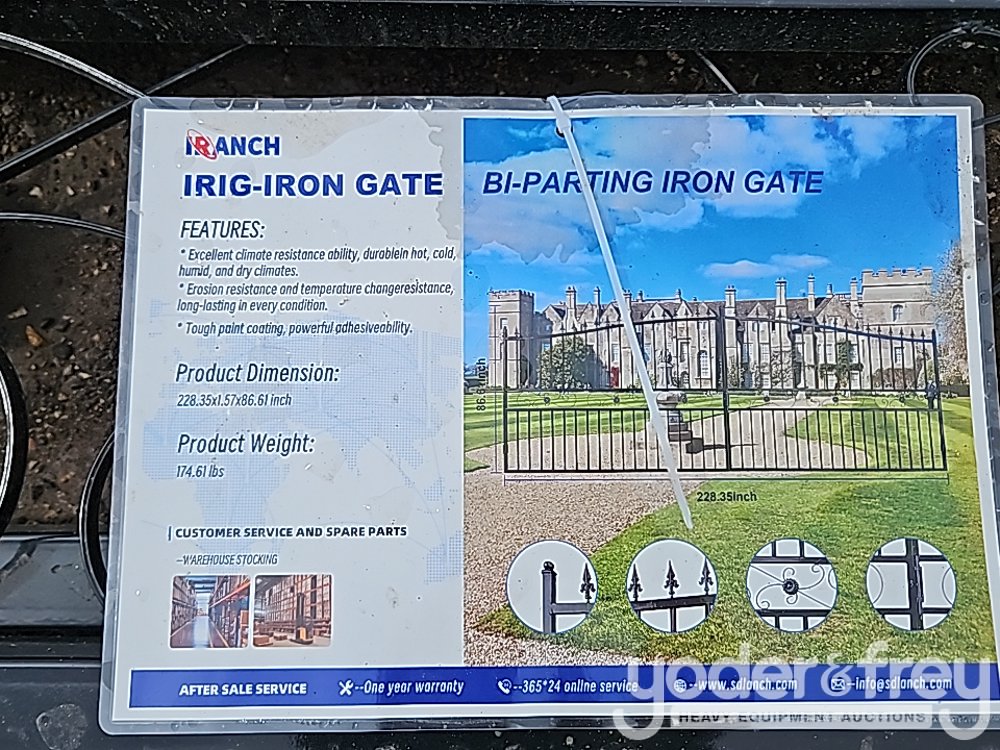 IRANCH
IRIG-IRON GATE
FEATURES:
* Excellent climate resistance ability, durablein hot, cold,
humid, and dry climates.
* Erosion resistance and temperature changeresistance,
long-lasting in every condition.
* Tough paint coating, powerful adhesiveability.
Product Dimension:
228.35x1.57x86.61 inch
Product Weight:
174.61 lbs
CUSTOMER SERVICE AND SPARE PARTS
--WAREHOUSE STOCKING
BI-PARTING IRON GATE
86.61inch
228.35inch
AFTER SALE SERVICE
--One year warranty
--365*24 online service
--www.sdlanch.com
--info@sdlanch.com
yoder&frey
HEAVY EQUIPMENT AUCTIONS